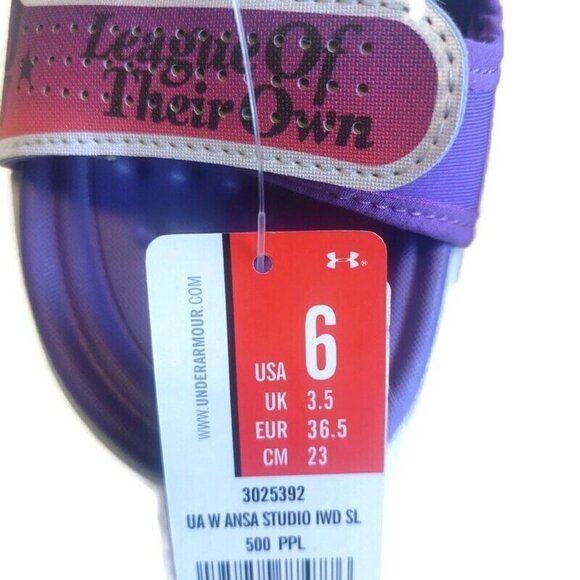 League Of
Their Own
WWW.UNDERARMOUR.COM
USA 6
UK 3.5
EUR 36.5
CM 23
3025392
UA W ANSA STUDIO IWD SL
500 PPL